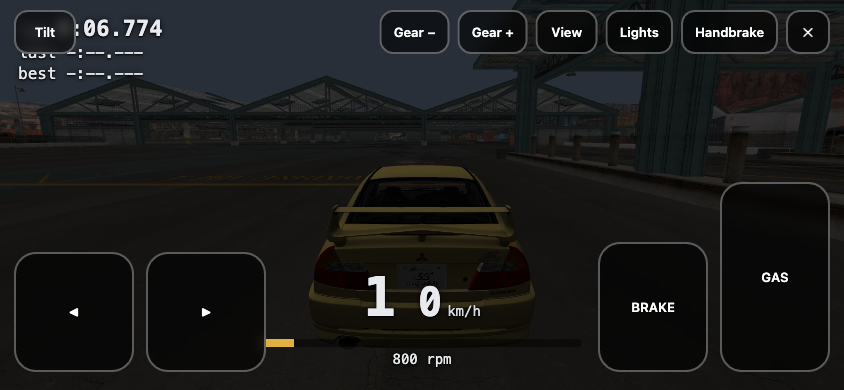 Tilt :06.774 Gear – Gear + View Lights Handbrake ✕
last -:--.---
best -:--.---
◄ ► 1 0 km/h BRAKE GAS
800 rpm